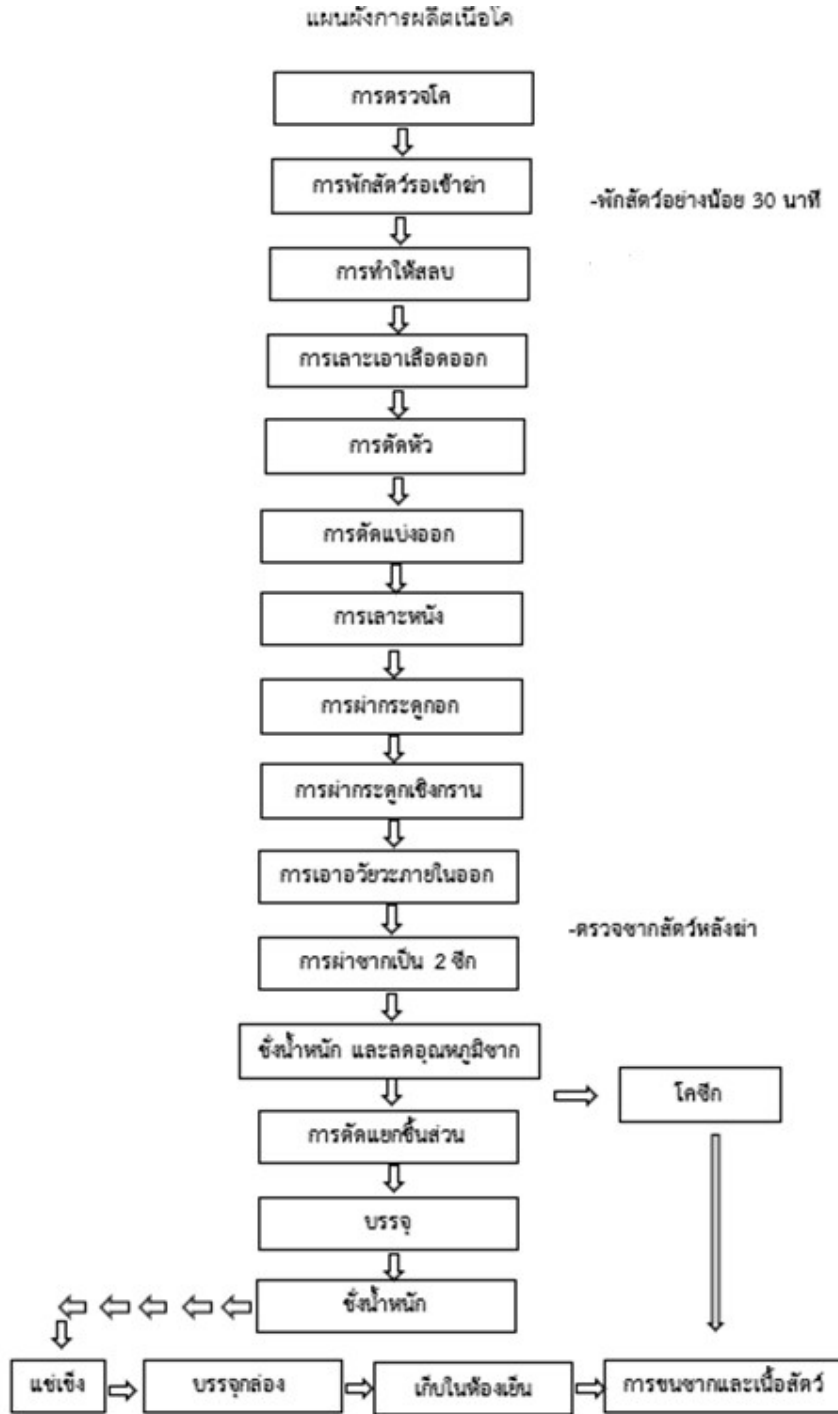 แผนผังการผลิตเนื้อโค
การตรวจโค
การพักสัตว์รอเข้าฆ่า
-พักสัตว์อย่างน้อย 30 นาที
การทำให้สลบ
การเลาะเอาเลือดออก
การตัดหัว
การตัดแบ่งออก
การเลาะหนัง
การผ่ากระดูกอก
การผ่ากระดูกเชิงกราน
การเอาอวัยวะภายในออก
-ตรวจซากสัตว์หลังฆ่า
การผ่าซากเป็น 2 ซีก
ชั่งน้ำหนัก และลดอุณหภูมิซาก
โคซีก
การตัดแยกชิ้นส่วน
บรรจุ
ชั่งน้ำหนัก
แช่แข็ง
บรรจุกล่อง
เก็บในห้องเย็น
การขนซากและเนื้อสัตว์